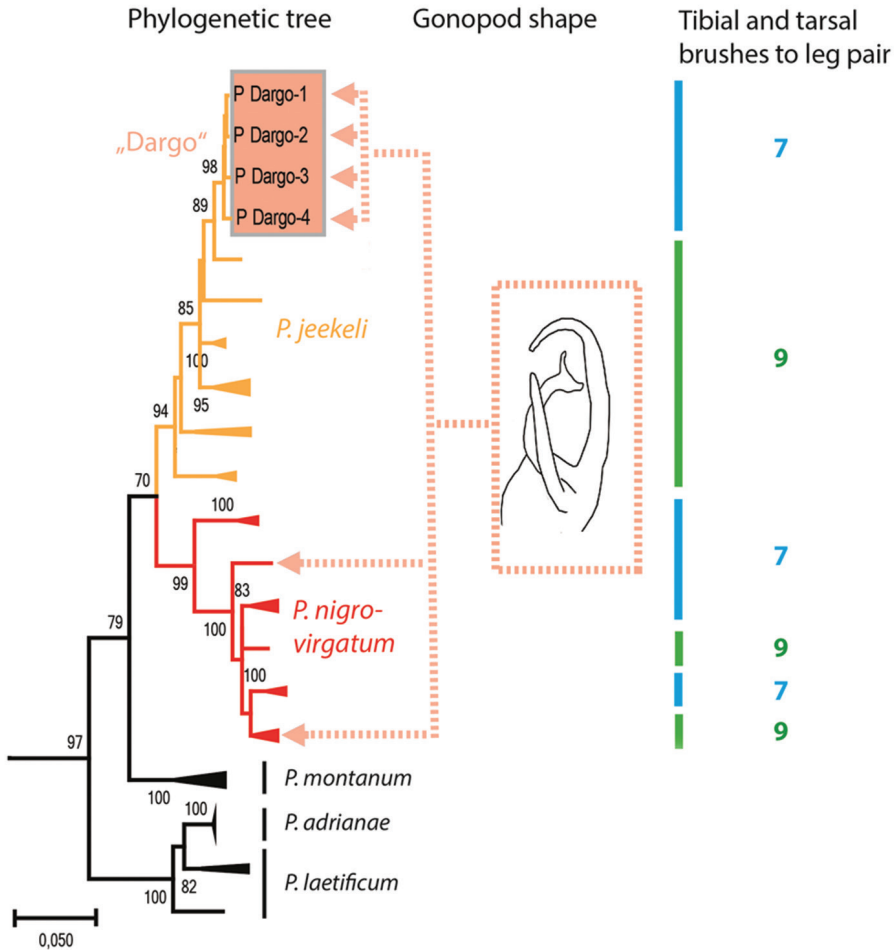 Phylogenetic tree
Gonopod shape
Tibial and tarsal
brushes to leg pair
„Dargo“
P Dargo-1
P Dargo-2
P Dargo-3
P Dargo-4
98
89
85
100
95
94
P. jeekeli
70
100
99
83
100
100
P. nigro-
virgatum
79
97
100
P. montanum
100
P. adrianae
82
100
P. laetificum
0,050
7
9
7
9
7
9